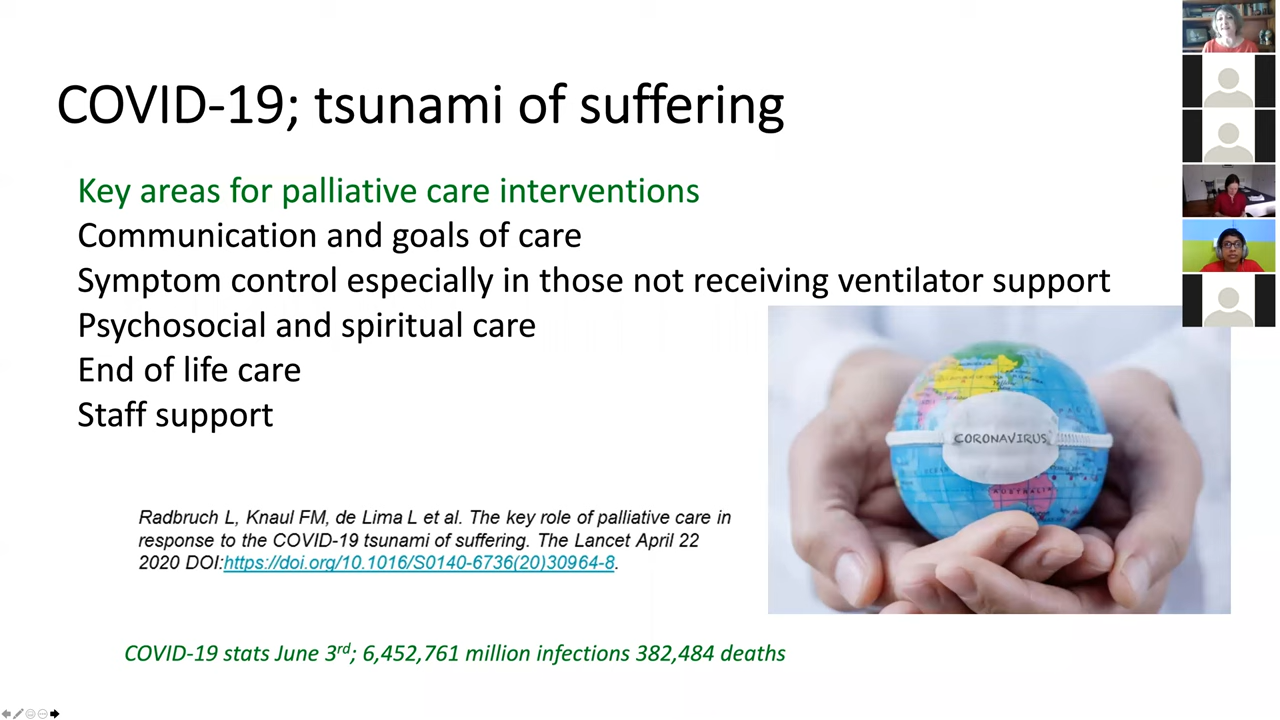 COVID-19; tsunami of suffering
Key areas for palliative care interventions
Communication and goals of care
Symptom control especially in those not receiving ventilator support
Psychosocial and spiritual care
End of life care
Staff support
CORONAVIRUS
AUSTRALIA
Radbruch L, Knaul FM, de Lima L et al. The key role of palliative care in
response to the COVID-19 tsunami of suffering. The Lancet April 22
2020 DOI:https://doi.org/10.1016/S0140-6736(20)30964-8.
COVID-19 stats June 3rd; 6,452,761 million infections 382,484 deaths